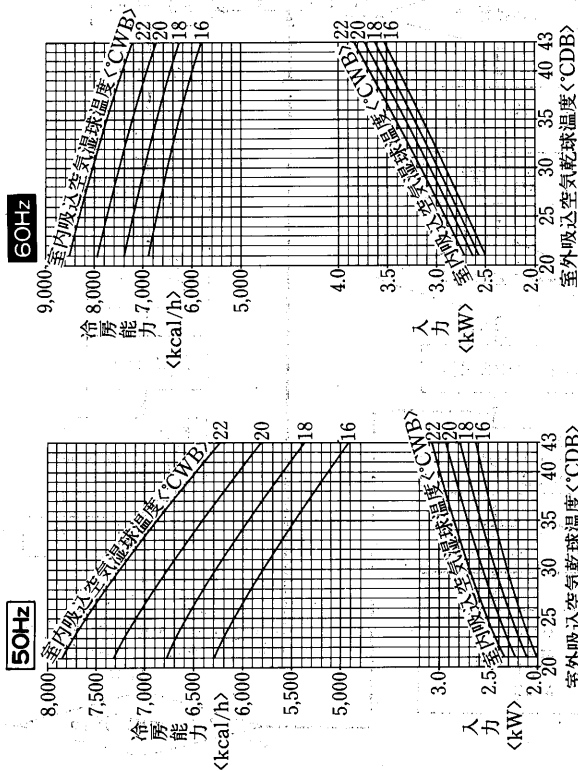 60Hz
9,000
8,000
7,000
6,000
5,000
冷房能力
<kcal/h>
室内吸込空気湿球温度<°CWB>
22
20
18
16
4.0
3.5
3.0
2.5
2.0
入力
<kW>
室内吸込空気湿球温度<°CWB>
22 20 18 16
20 25 30 35 40 43
室外吸込空気乾球温度<°CDB>
50Hz
8,000
7,500
7,000
6,500
6,000
5,500
5,000
冷房能力
<kcal/h>
室内吸込空気湿球温度<°CWB>
22
20
18
16
3.0
2.5
2.0
入力
<kW>
室内吸込空気湿球温度<°CWB>
22
20
18
16
20 25 30 35 40 43
室外吸込空気乾球温度<°CDB>